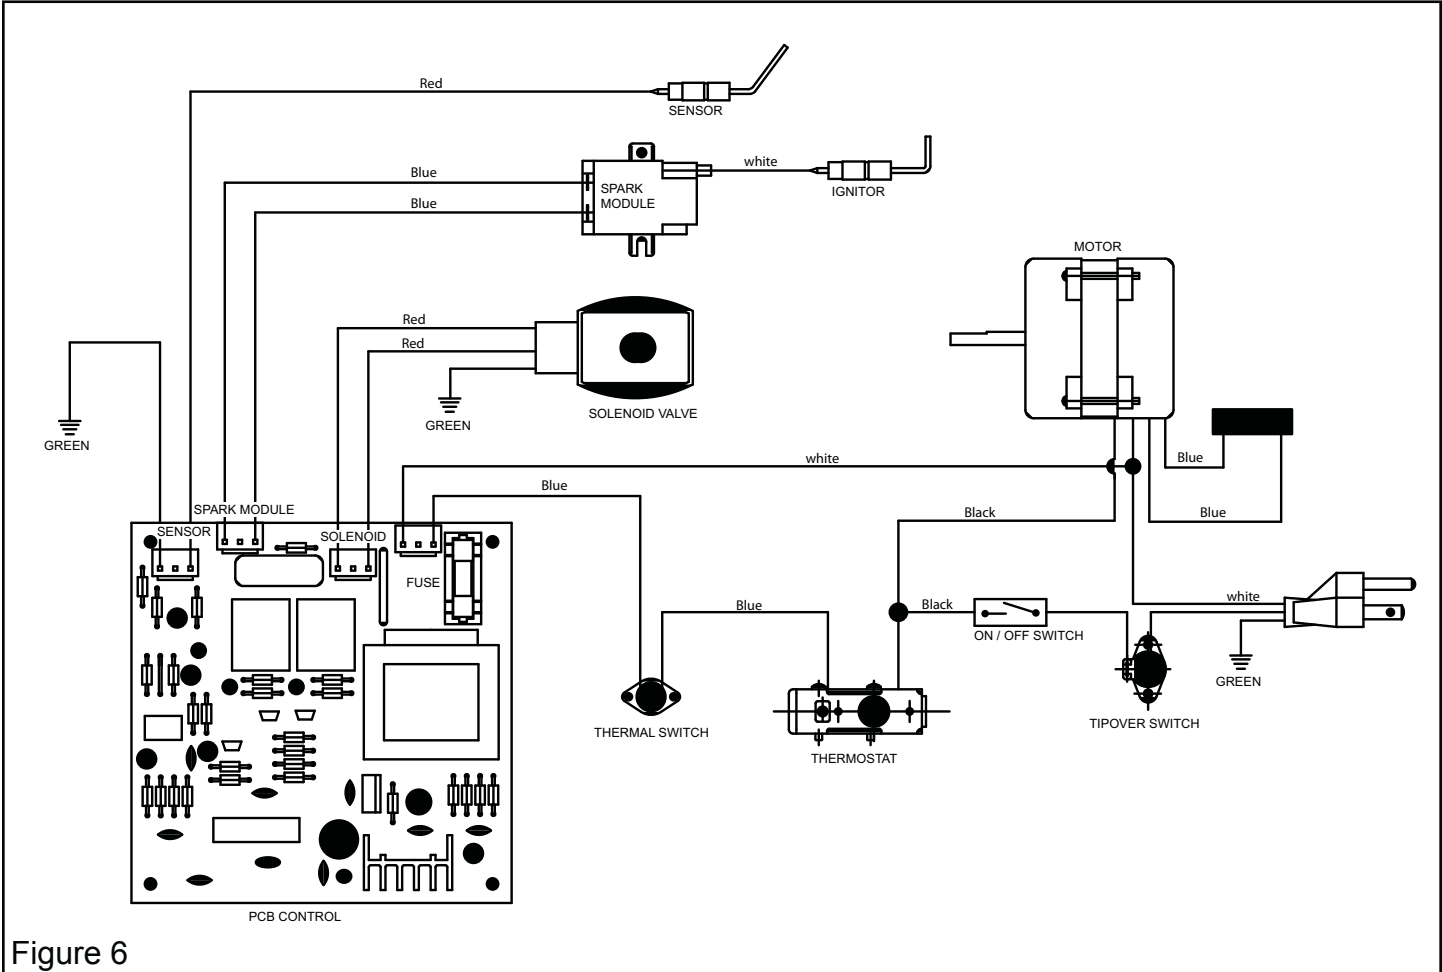 Red
SENSOR
Blue
white
SPARK
MODULE
IGNITOR
Blue
MOTOR
Red
Red
SOLENOID VALVE
GREEN
GREEN
white
Blue
Blue
Blue
Black
SPARK MODULE
SENSOR
SOLENOID
FUSE
Blue
Black
ON / OFF SWITCH
white
GREEN
TIPOVER SWITCH
THERMAL SWITCH
THERMOSTAT
PCB CONTROL
Figure 6